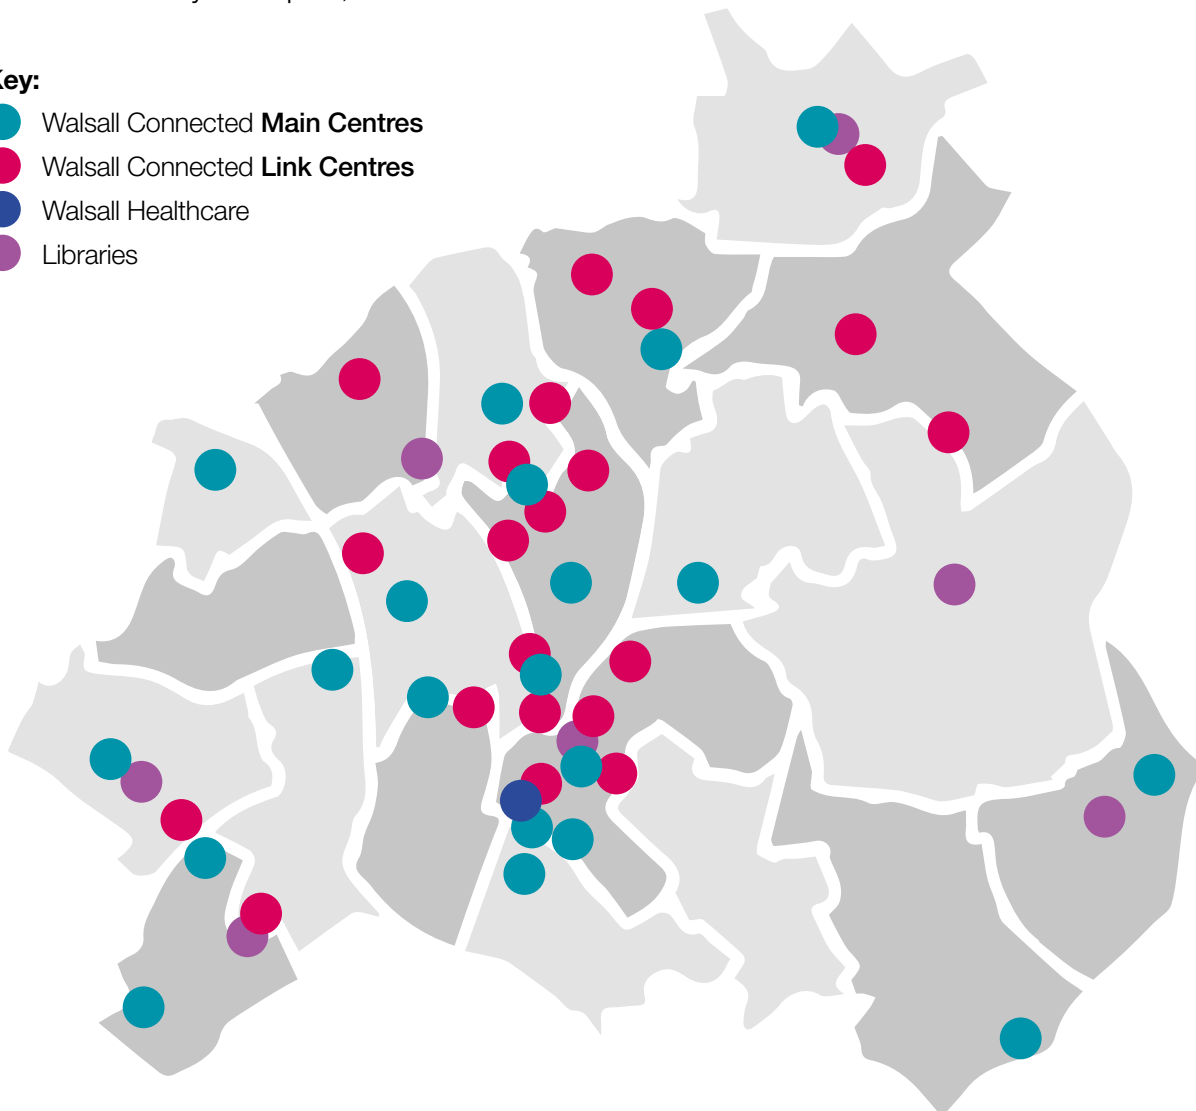 Key:
Walsall Connected Main Centres
Walsall Connected Link Centres
Walsall Healthcare
Libraries